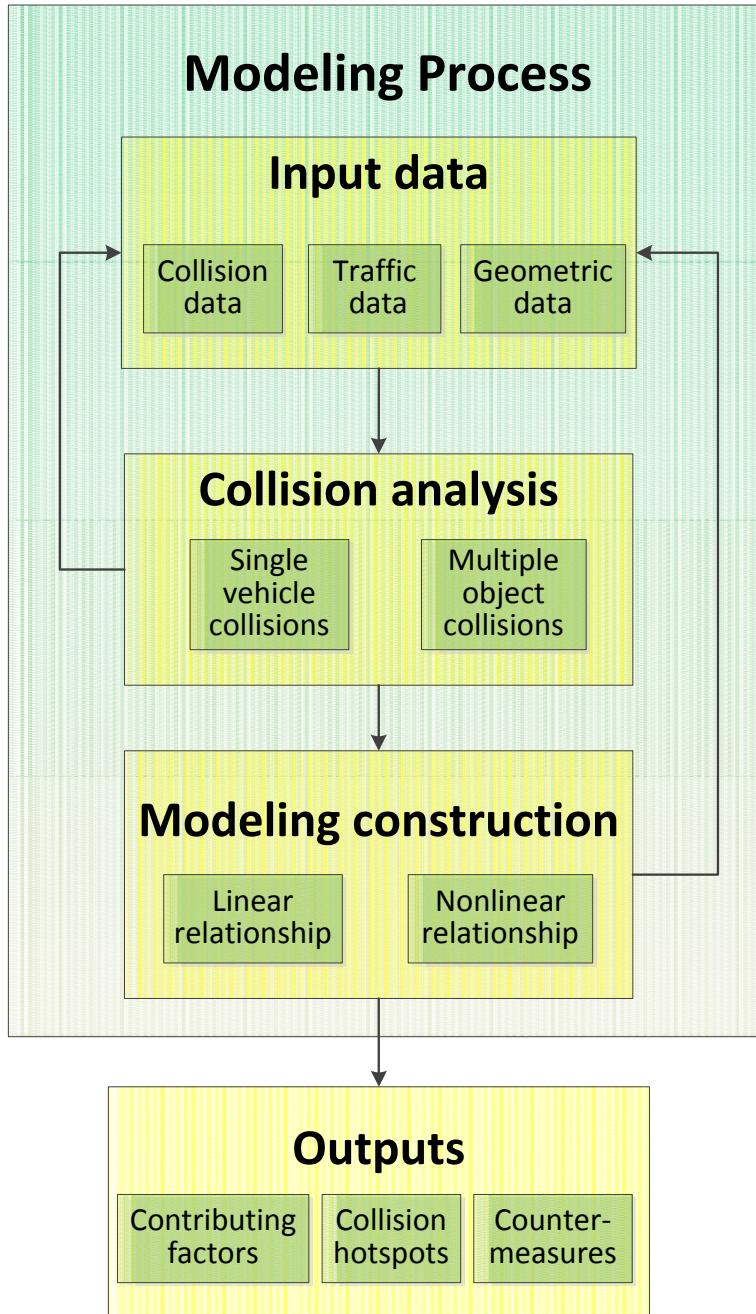 Modeling Process
Input data
Collision
data
Traffic
data
Geometric
data
Collision analysis
Single
vehicle
collisions
Multiple
object
collisions
Modeling construction
Linear
relationship
Nonlinear
relationship
Outputs
Contributing
factors
Collision
hotspots
Counter-
measures